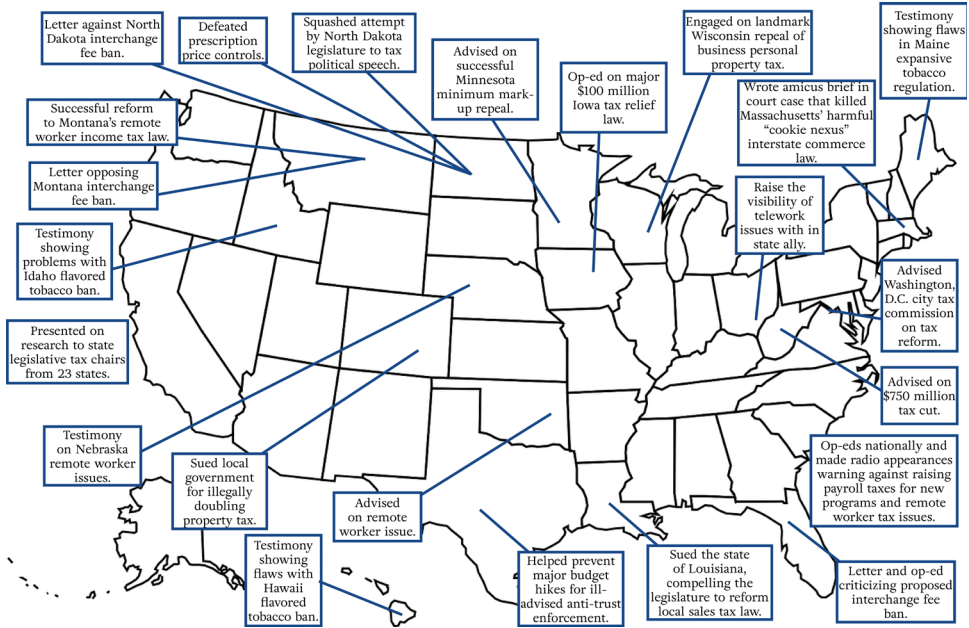 Letter against North
Dakota interchange
fee ban.
Defeated
prescription
price controls.
Squashed attempt
by North Dakota
legislature to tax
political speech.
Advised on
successful
Minnesota
minimum mark-
up repeal.
Op-ed on major
$100 million
Iowa tax relief
law.
Engaged on landmark
Wisconsin repeal of
business personal
property tax.
Testimony
showing flaws
in Maine
expansive
tobacco
regulation.
Wrote amicus brief in
court case that killed
Massachusetts’ harmful
“cookie nexus”
interstate commerce
law.
Successful reform
to Montana’s remote
worker income tax law.
Letter opposing
Montana interchange
fee ban.
Raise the
visibility of
telework
issues with in
state ally.
Testimony
showing
problems with
Idaho flavored
tobacco ban.
Advised
Washington,
D.C. city tax
commission
on tax
reform.
Presented on
research to state
legislative tax chairs
from 23 states.
Advised on
$750 million
tax cut.
Testimony
on Nebraska
remote worker
issues.
Sued local
government
for illegally
doubling
property tax.
Op-eds nationally and
made radio appearances
warning against raising
payroll taxes for new
programs and remote
worker tax issues.
Advised
on remote
worker issue.
Testimony
showing
flaws with
Hawaii
flavored
tobacco ban.
Helped prevent
major budget
hikes for ill-
advised anti-trust
enforcement.
Sued the state
of Louisiana,
compelling the
legislature to reform
local sales tax law.
Letter and op-ed
criticizing proposed
interchange fee
ban.